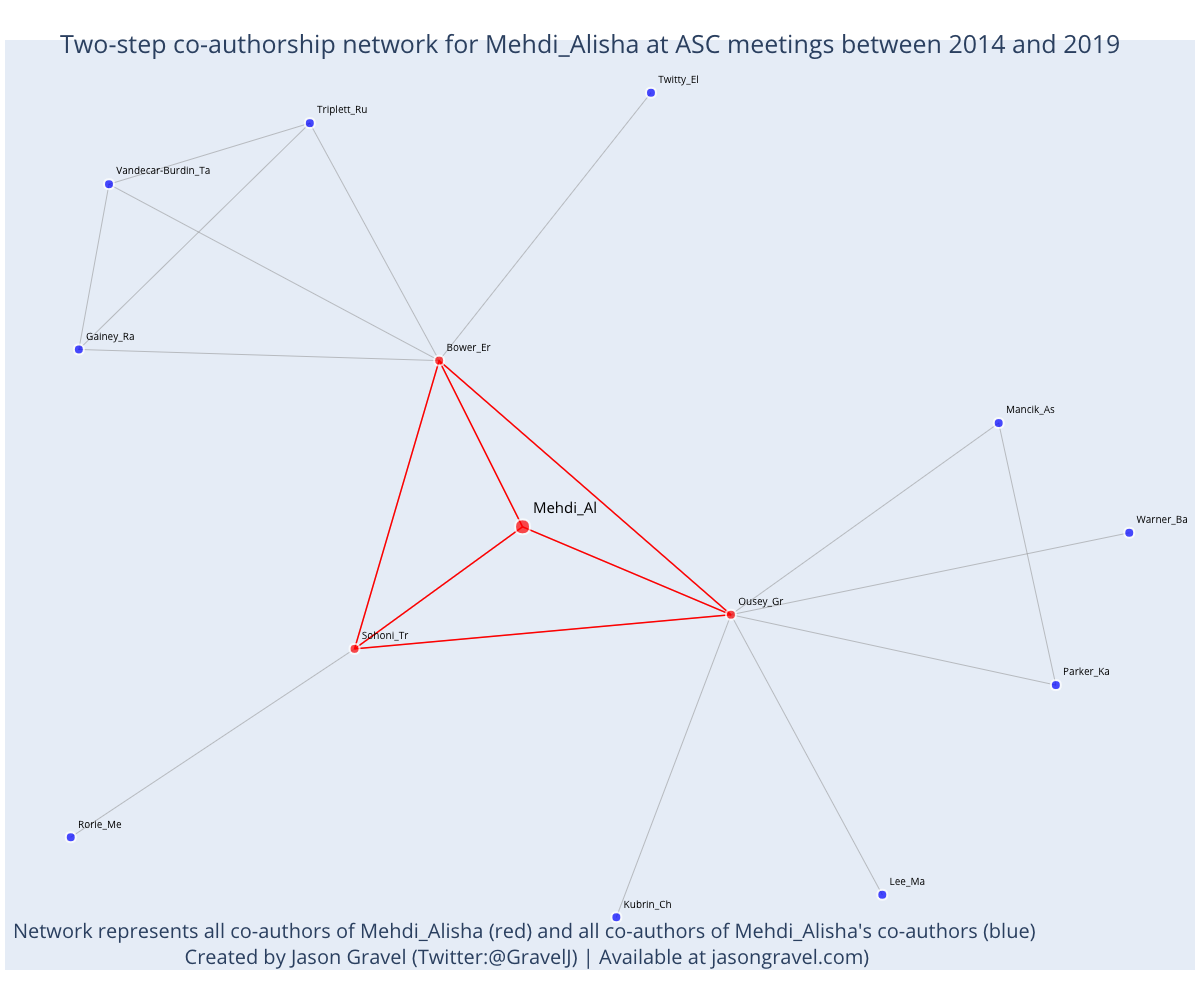 Two-step co-authorship network for Mehdi_Alisha at ASC meetings between 2014 and 2019
Twitty_El
Triplett_Ru
Vandecar-Burdin_Ta
Gainey_Ra
Bower_Er
Mancik_As
Mehdi_Al
Warner_Ba
Ousey_Gr
Sohoni_Tr
Parker_Ka
Rorie_Me
Lee_Ma
Kubrin_Ch
Network represents all co-authors of Mehdi_Alisha (red) and all co-authors of Mehdi_Alisha's co-authors (blue)
Created by Jason Gravel (Twitter:@GravelJ) | Available at jasongravel.com)